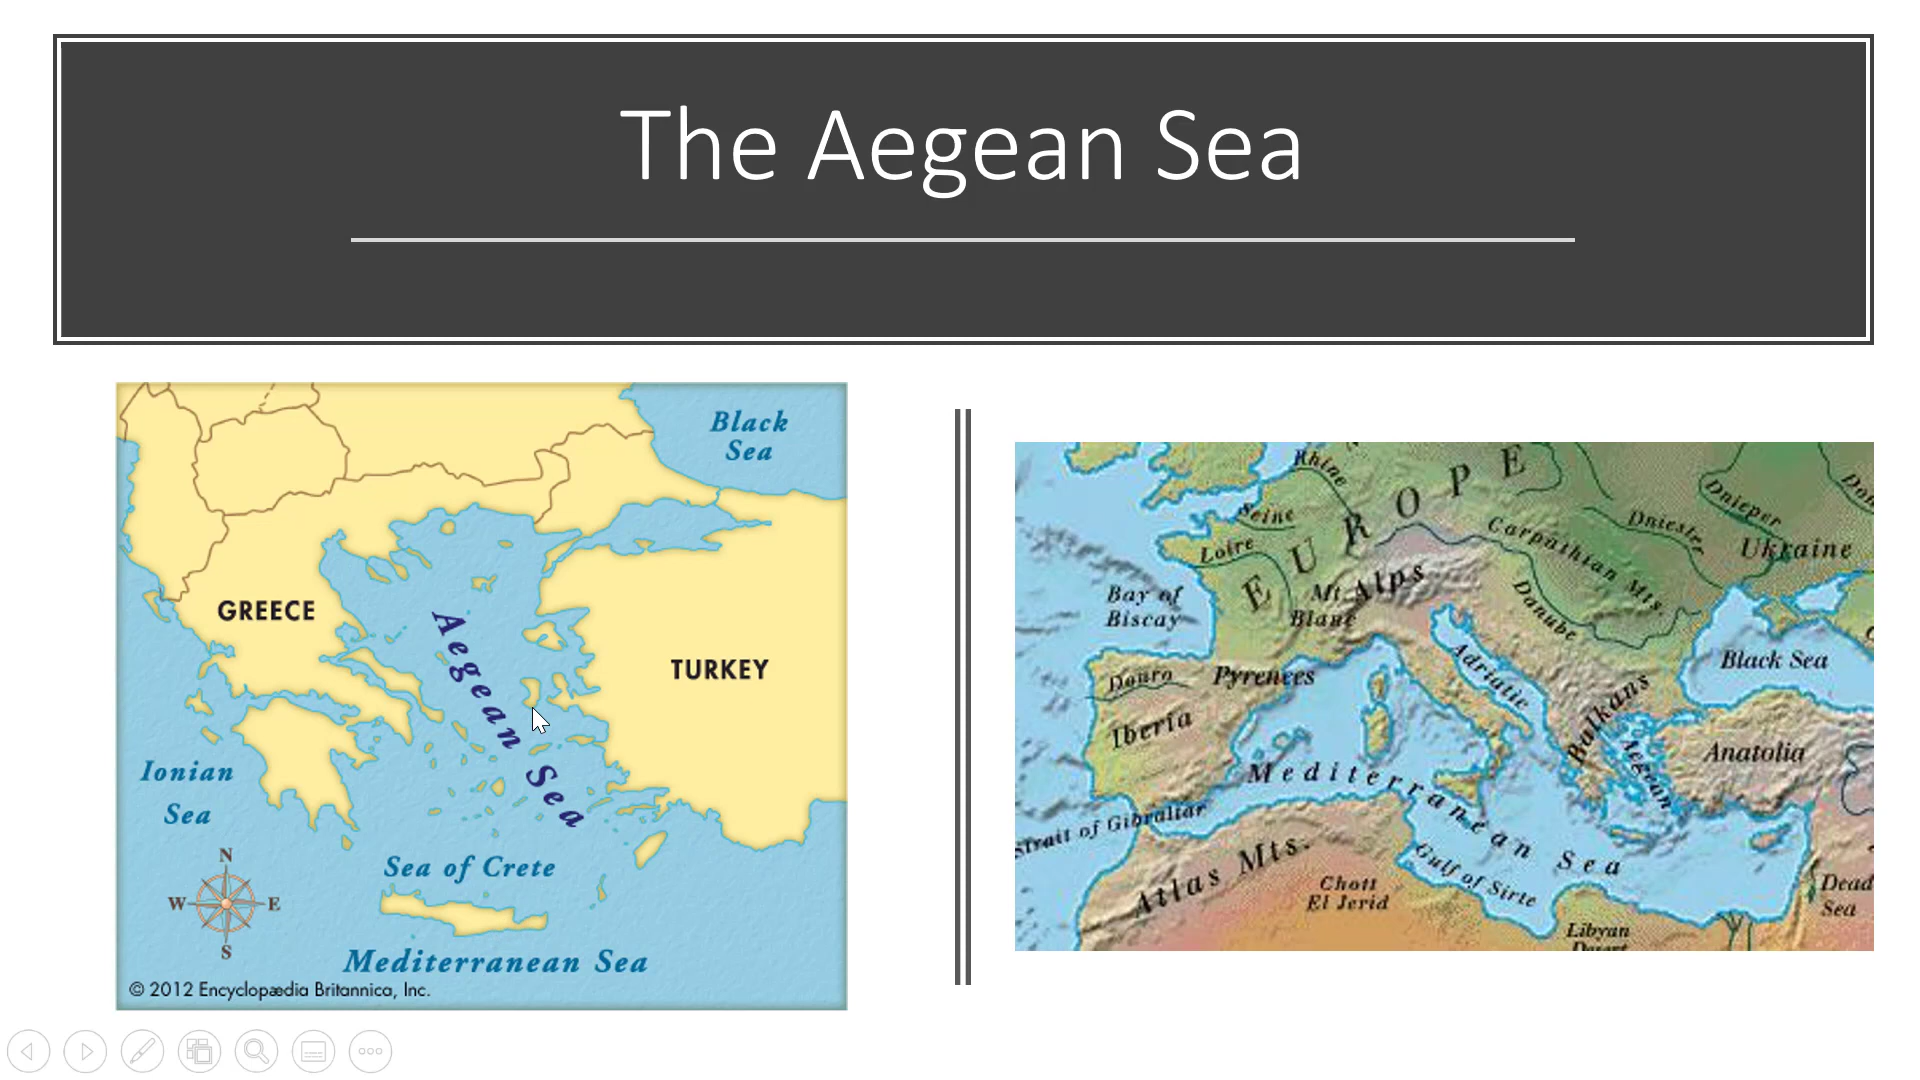 The Aegean Sea
Black
Sea
GREECE
Aegean Sea
TURKEY
Ionian
Sea
N
W E
S
Sea of Crete
Mediterranean Sea
© 2012 Encyclopædia Britannica, Inc.
EUROPE
Rhine
Seine
Loire
Carpathian Mts.
Dniester
Dnieper
Ukraine
Bay of
Biscay
Mt.
Blanc
Alps
Danube
Black Sea
Douro
Pyrenees
Adriatic
Iberia
Balkans
Aegean
Anatolia
Mediterranean Sea
Strait of Gibraltar
Atlas Mts.
Gulf of Sirte
Chott
El Jerid
Dead
Sea
Libyan
Desert